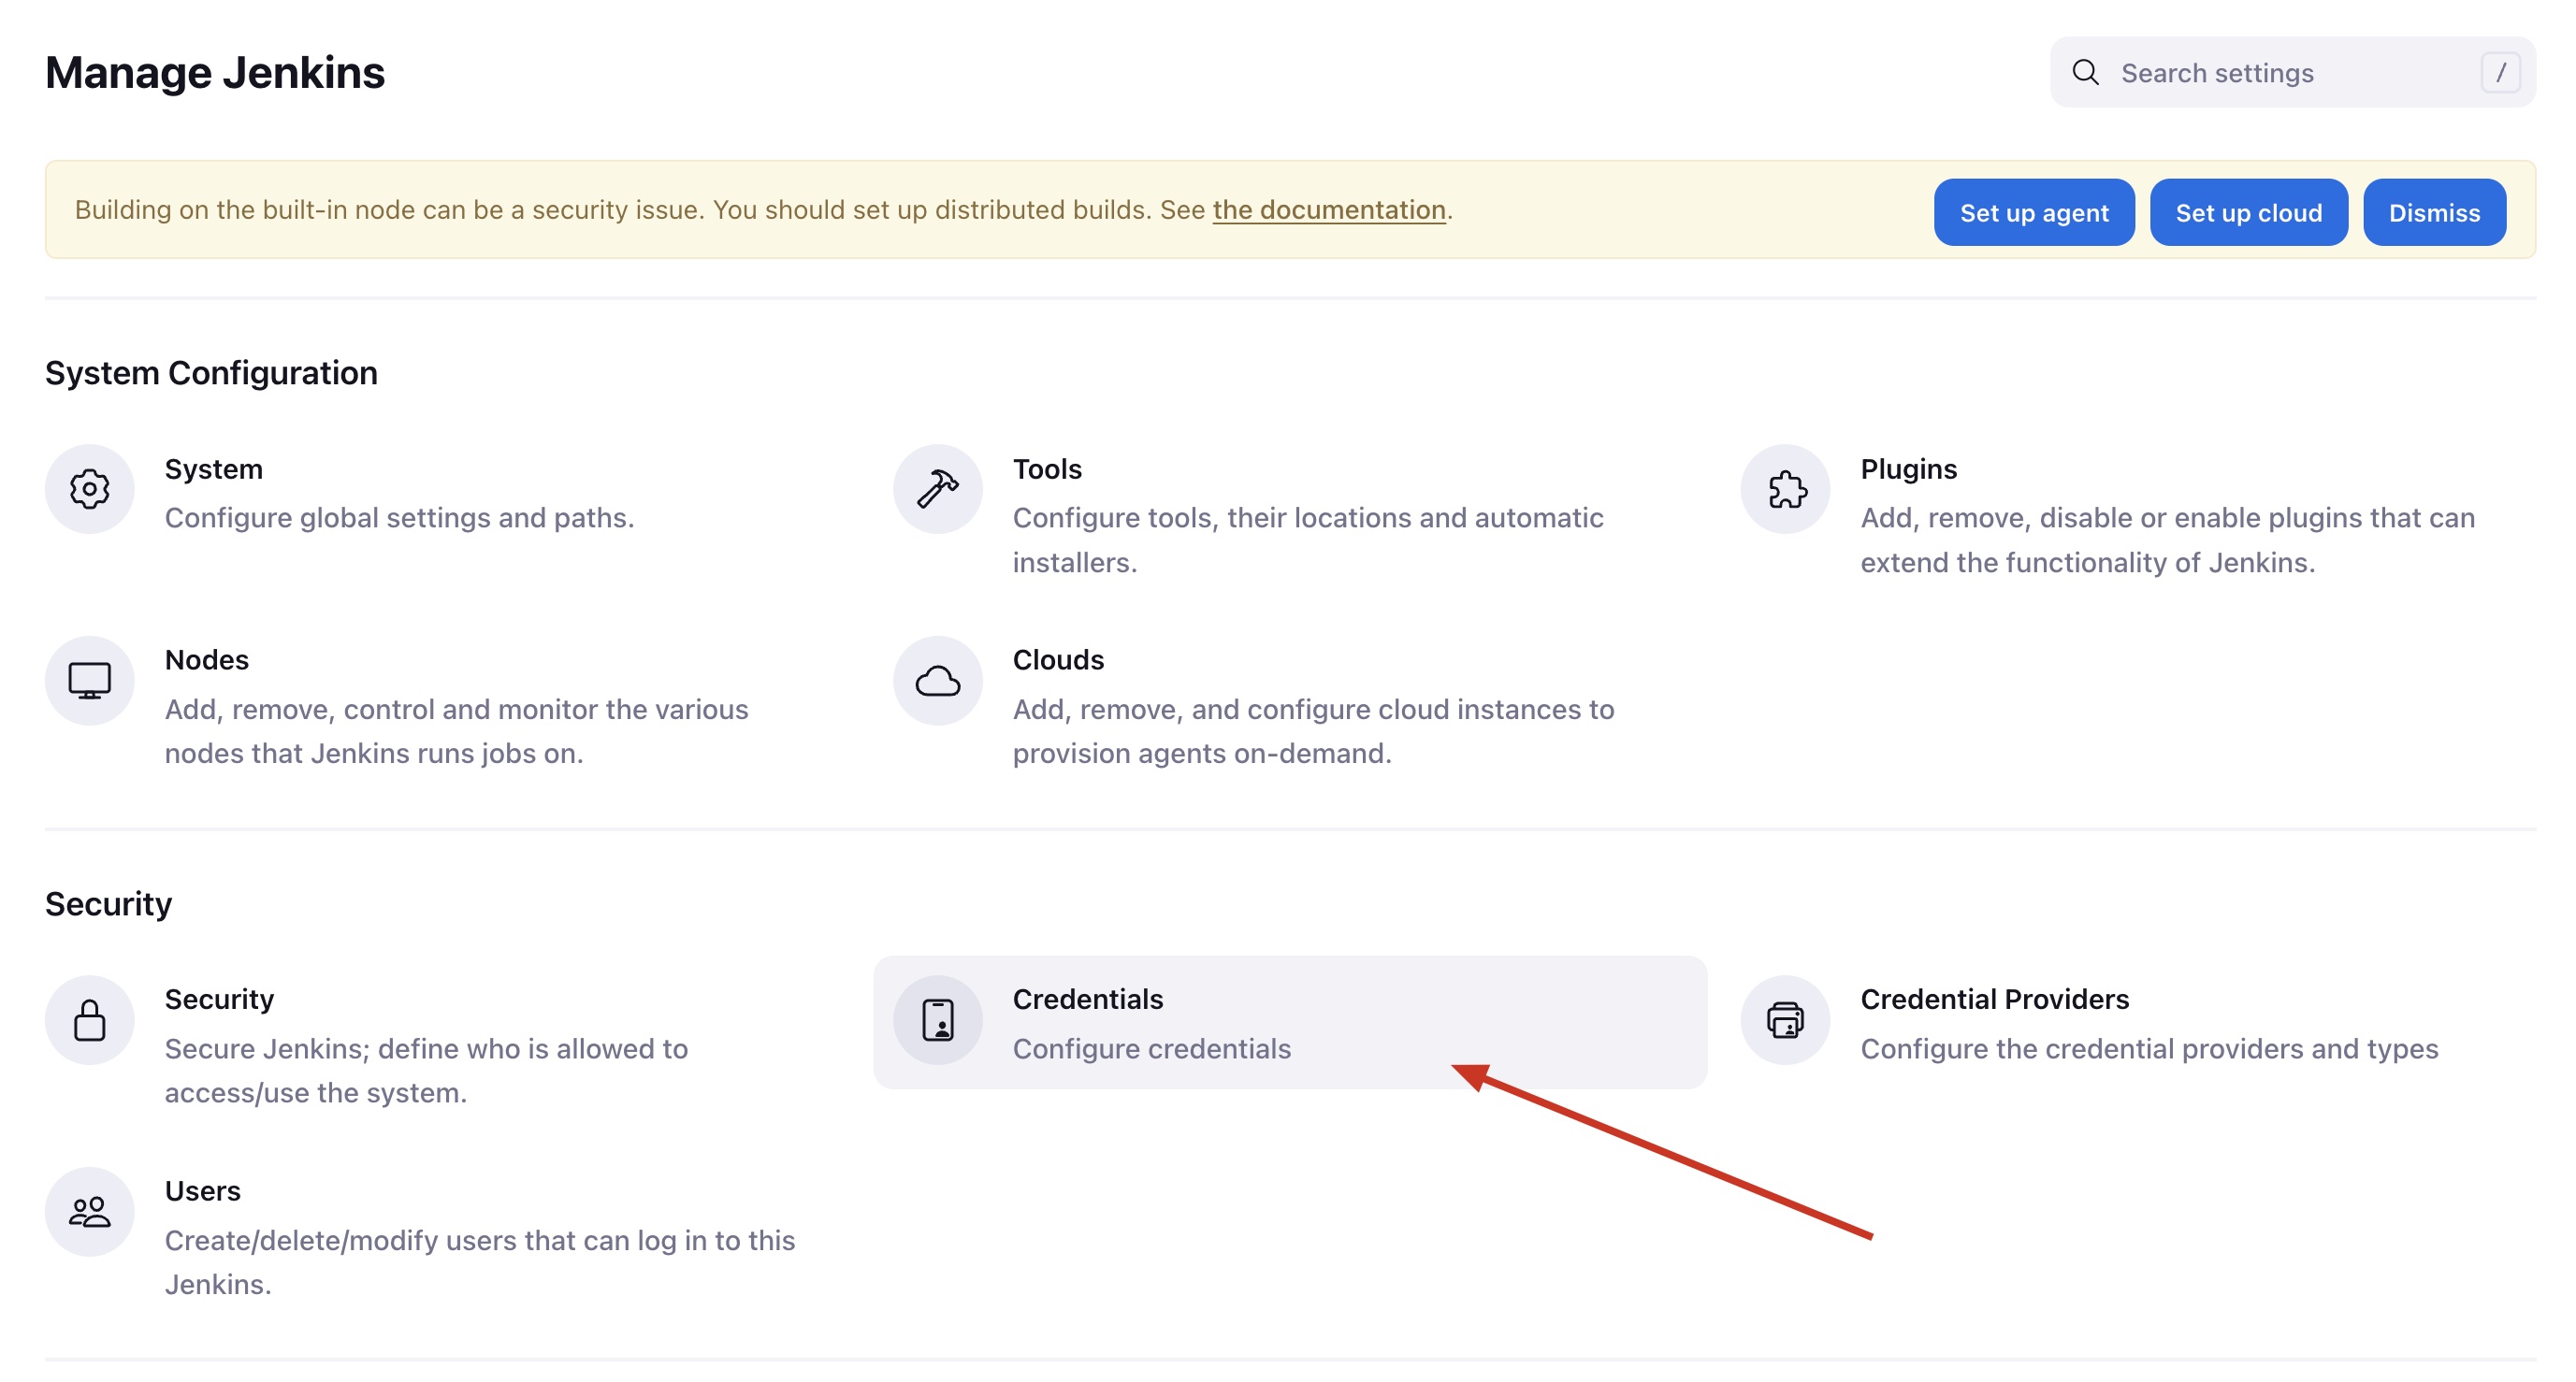 Manage Jenkins
Search settings /
Building on the built-in node can be a security issue. You should set up distributed builds. See the documentation.
Set up agent
Set up cloud
Dismiss
System Configuration
System
Configure global settings and paths.
Tools
Configure tools, their locations and automatic
installers.
Plugins
Add, remove, disable or enable plugins that can
extend the functionality of Jenkins.
Nodes
Add, remove, control and monitor the various
nodes that Jenkins runs jobs on.
Clouds
Add, remove, and configure cloud instances to
provision agents on-demand.
Security
Security
Secure Jenkins; define who is allowed to
access/use the system.
Credentials
Configure credentials
Credential Providers
Configure the credential providers and types
Users
Create/delete/modify users that can log in to this
Jenkins.